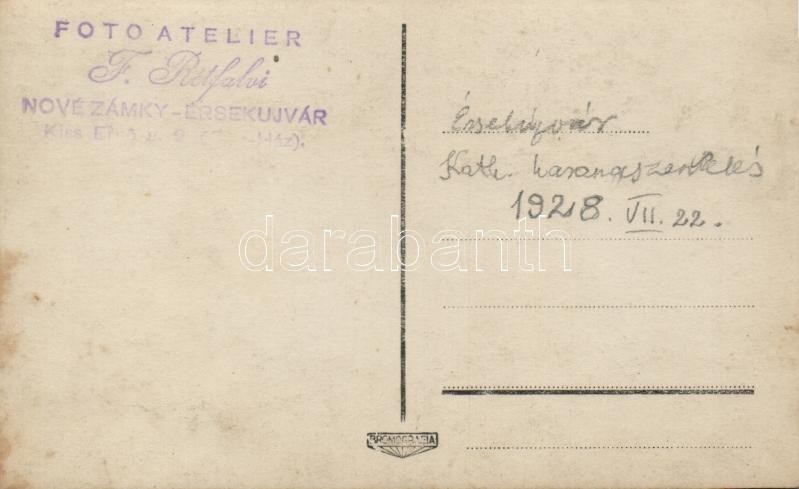 FOTO ATELIER
F. Rétfalvi
NOVÉ ZÁMKY-ÉRSEKUJVÁR
Kiss
Érsekújvár
Kath. harangszentelés
1928. VII. 22.
darabanth
BROMOGRAFIA